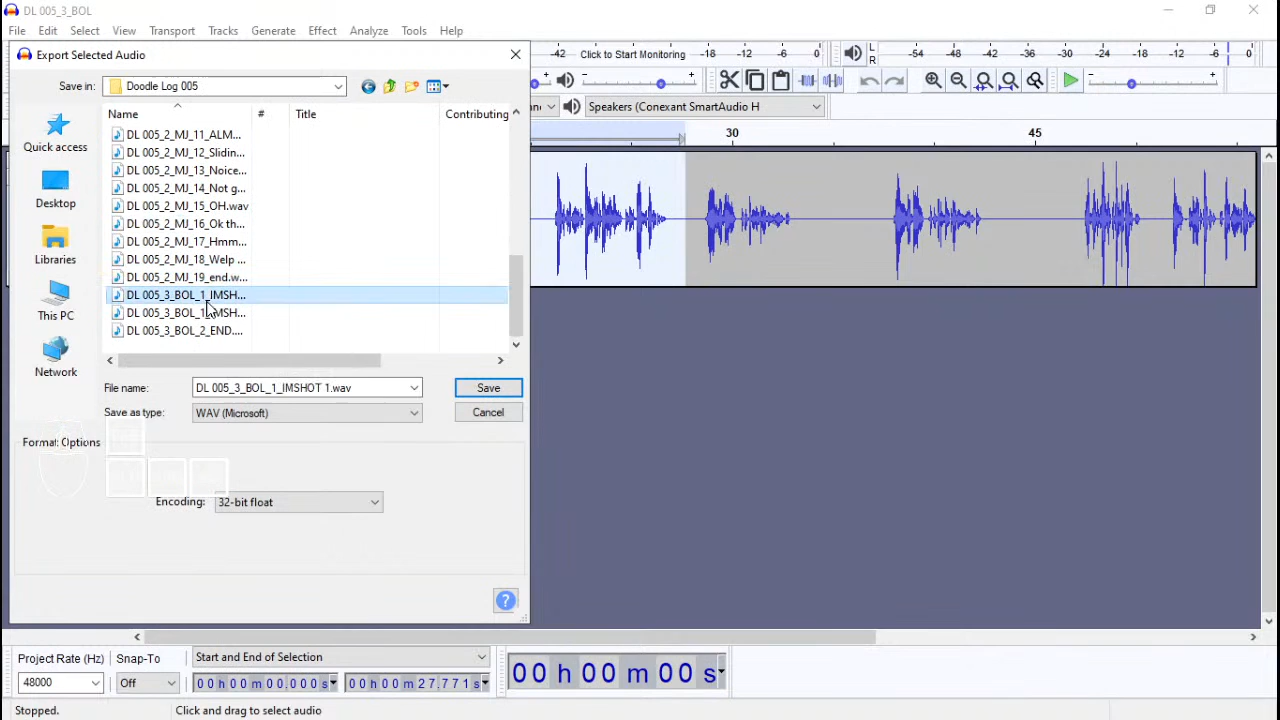 DL 005_3_BOL
File Edit Select View Transport Tracks Generate Effect Analyze Tools Help
Export Selected Audio
-42 Click to Start Monitoring -18 -12 -6 0
L
R
-54 -48 -42 -36 -30 -24 -18 -12 -6 0
Save in: Doodle Log 005
Speakers (Conexant SmartAudio H
Name # Title Contributing
30 45
DL 005_2_MJ_11_ALM...
DL 005_2_MJ_12_Slidin...
DL 005_2_MJ_13_Noice...
DL 005_2_MJ_14_Not g...
DL 005_2_MJ_15_OH.wav
DL 005_2_MJ_16_Ok th...
DL 005_2_MJ_17_Hmm...
DL 005_2_MJ_18_Welp ...
DL 005_2_MJ_19_end.w...
DL 005_3_BOL_1_IMSH...
DL 005_3_BOL_1_IMSH...
DL 005_3_BOL_2_END....
Quick access
Desktop
Libraries
This PC
Network
File name: DL 005_3_BOL_1_IMSHOT 1.wav Save
Save as type: WAV (Microsoft) Cancel
Format Options
Encoding: 32-bit float
?
Project Rate (Hz) Snap-To Start and End of Selection
48000 Off 00 h 00 m 00.000 s 00 h 00 m 27.771 s
00 h 00 m 00 s
Stopped. Click and drag to select audio